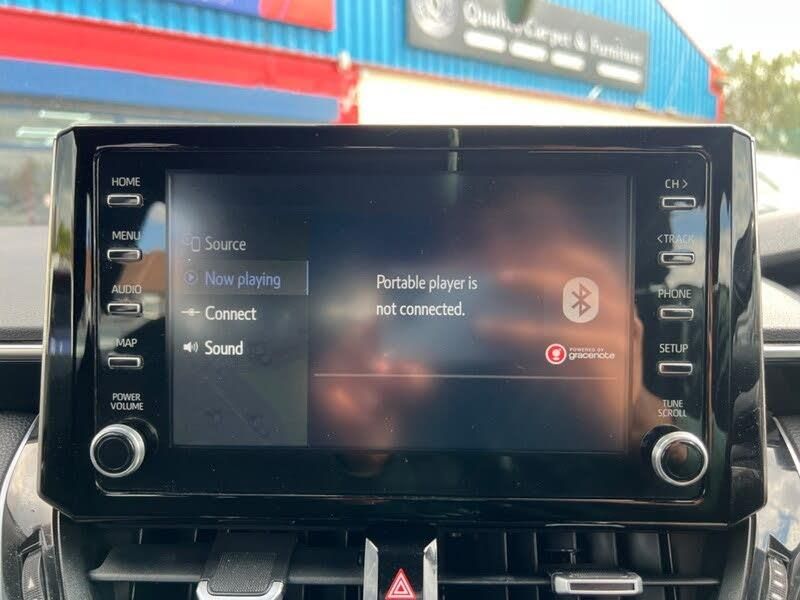 Quality Carpet & Furniture
HOME
MENU
AUDIO
MAP
POWER
VOLUME
Source
Now playing
Connect
Sound
Portable player is
not connected.
POWERED BY
gracenote
CH >
< TRACK
PHONE
SETUP
TUNE
SCROLL